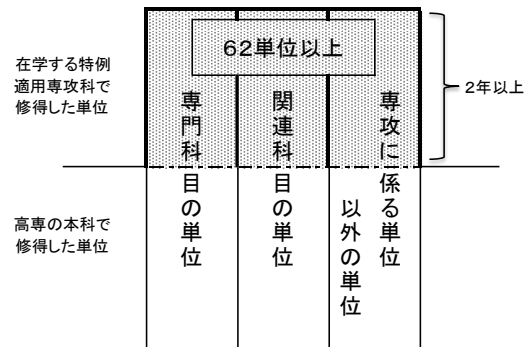 62単位以上
在学する特例
適用専攻科で
修得した単位
2年以上
高専の本科で
修得した単位
専門科目の単位
関連科目の単位
専攻に係る単位
以外の単位